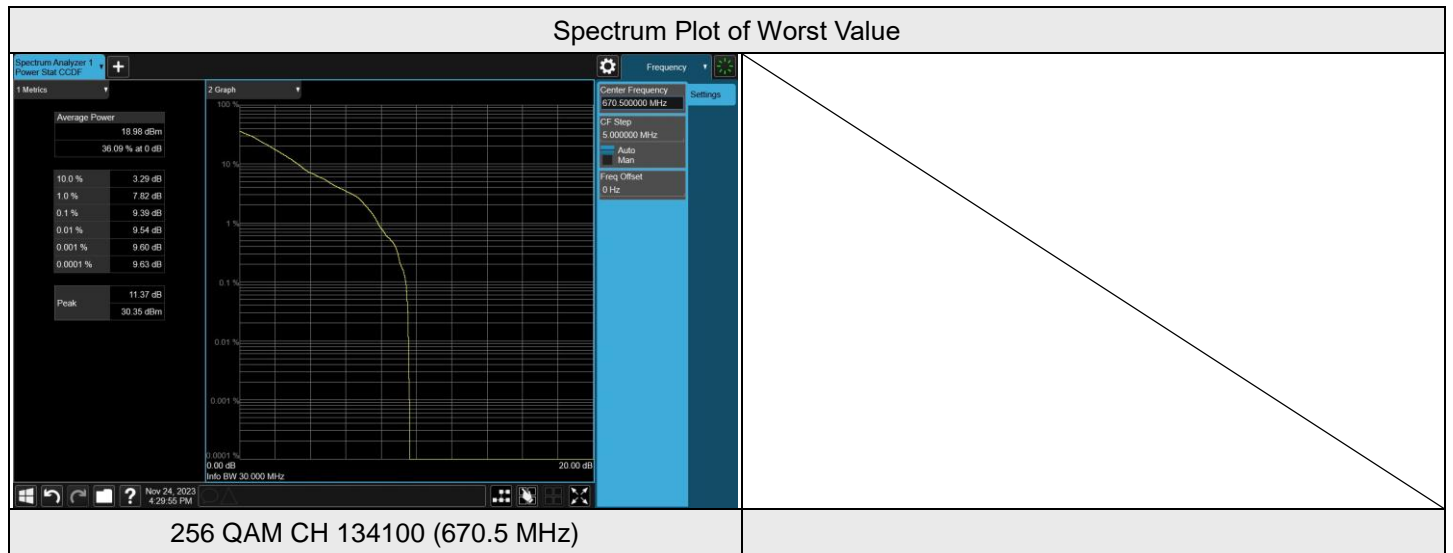 Spectrum Plot of Worst Value
Spectrum Analyzer 1
Power Stat CCDF
Frequency
1 Metrics
2 Graph
Average Power
18.98 dBm
36.09 % at 0 dB
10.0 % 3.29 dB
1.0 % 7.82 dB
0.1 % 9.39 dB
0.01 % 9.54 dB
0.001 % 9.60 dB
0.0001 % 9.63 dB
Peak
11.37 dB
30.35 dBm
100 %
10 %
1 %
0.1 %
0.01 %
0.001 %
0.0001 %
0.00 dB 20.00 dB
Info BW 30.000 MHz
Center Frequency
670.500000 MHz
Settings
CF Step
5.000000 MHz
Auto
Man
Freq Offset
0 Hz
?
Nov 24, 2023
4:29:55 PM
256 QAM CH 134100 (670.5 MHz)